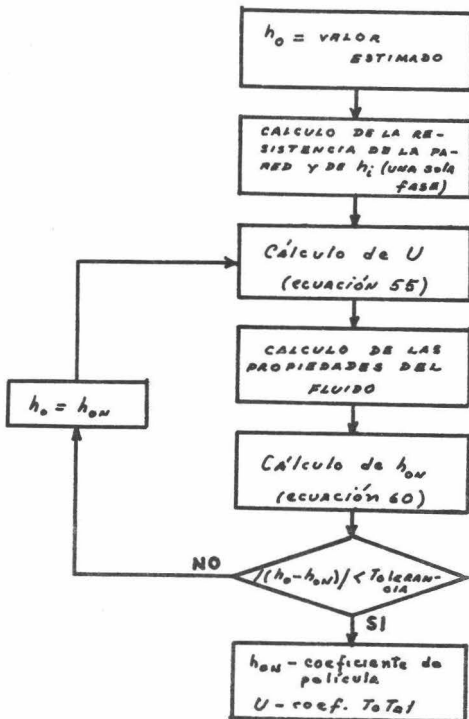 h₀ = VALOR
ESTIMADO
CALCULO DE LA RE-
SISTENCIA DE LA PA-
RED Y DE hᵢ (UNA SOLA
FASE)
Cálculo de U
(ecuación 55)
CALCULO DE LAS
PROPIEDADES DEL
FLUIDO
h₀ = h₀N
Cálculo de h₀N
(ecuación 60)
NO
/(h₀-h₀N)/ < TOLERAN-
CIA
SI
h₀N - coeficiente de
película
U - coef. Total